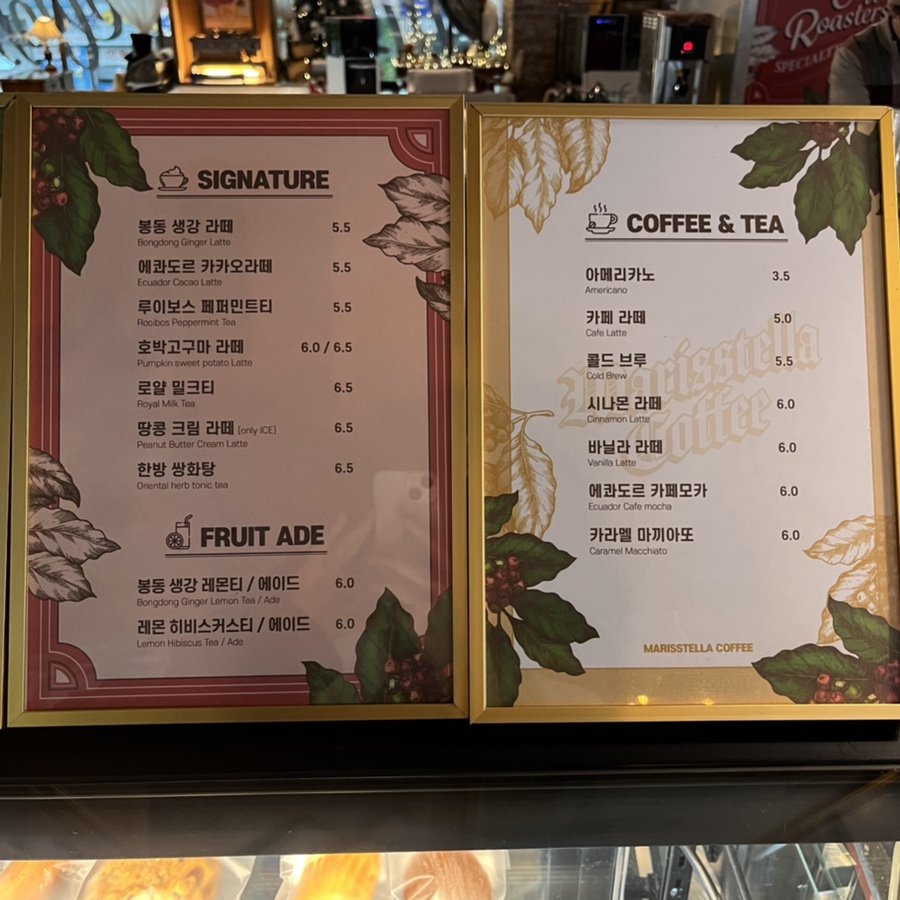 Roasters
SPECIALTY
SIGNATURE
봉동 생강 라떼 5.5
Bongdong Ginger Latte
에콰도르 카카오라떼 5.5
Ecuador Cacao Latte
루이보스 페퍼민트티 5.5
Rooibos Peppermint Tea
호박고구마 라떼 6.0 / 6.5
Pumpkin sweet potato Latte
로얄 밀크티 6.5
Royal Milk Tea
땅콩 크림 라떼 [only ICE] 6.5
Peanut Butter Cream Latte
한방 쌍화탕 6.5
Oriental herb tonic tea
FRUIT ADE
봉동 생강 레몬티 / 에이드 6.0
Bongdong Ginger Lemon Tea / Ade
레몬 히비스커스티 / 에이드 6.0
Lemon Hibiscus Tea / Ade
COFFEE & TEA
아메리카노 3.5
Americano
카페 라떼 5.0
Cafe Latte
콜드 브루 5.5
Cold Brew
시나몬 라떼 6.0
Cinnamon Latte
바닐라 라떼 6.0
Vanilla Latte
에콰도르 카페모카 6.0
Ecuador Cafe mocha
카라멜 마끼아또 6.0
Caramel Macchiato
Marisstella
Coffee
MARISSTELLA COFFEE